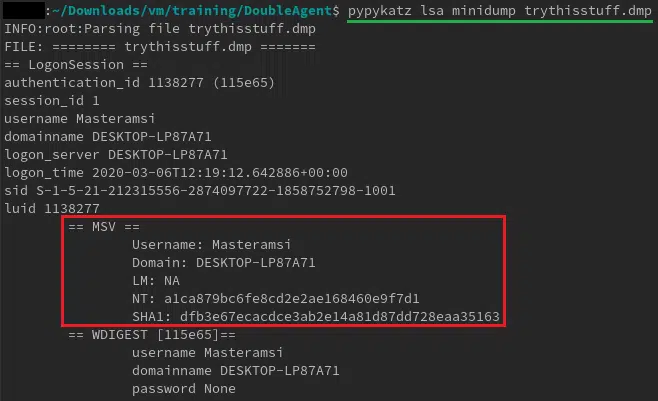 :~/Downloads/vm/training/DoubleAgent$ pypykatz lsa minidump trythisstuff.dmp
INFO:root:Parsing file trythisstuff.dmp
FILE: ======== trythisstuff.dmp =======
== LogonSession ==
authentication_id 1138277 (115e65)
session_id 1
username Masteramsi
domainname DESKTOP-LP87A71
logon_server DESKTOP-LP87A71
logon_time 2020-03-06T12:19:12.642886+00:00
sid S-1-5-21-212315556-2874097722-1858752798-1001
luid 1138277
== MSV ==
Username: Masteramsi
Domain: DESKTOP-LP87A71
LM: NA
NT: a1ca879bc6fe8cd2e2ae168460e9f7d1
SHA1: dfb3e67ecacdce3ab2e14a81d87dd728eaa35163
== WDIGEST [115e65]==
username Masteramsi
domainname DESKTOP-LP87A71
password None